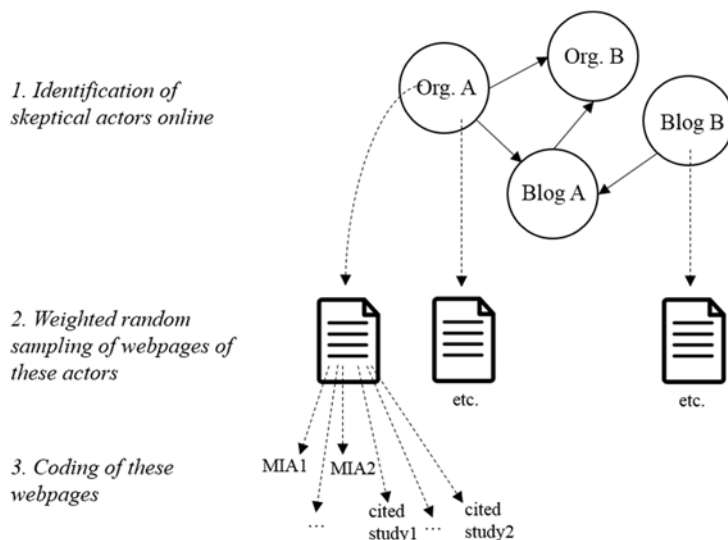 Org. B
Org. A
1. Identification of
skeptical actors online
Blog B
Blog A
2. Weighted random
sampling of webpages of
these actors
etc.
etc.
3. Coding of these
webpages
MIA1
MIA2
...
cited
study1
...
cited
study2